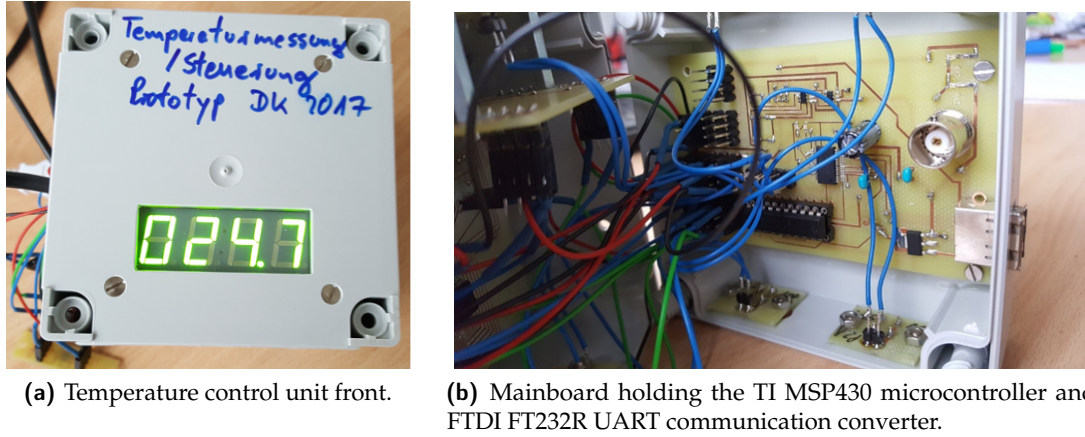 Temperaturmessung
/Steuerung
Prototyp DK 2017
024.7
(a) Temperature control unit front.
(b) Mainboard holding the TI MSP430 microcontroller and
FTDI FT232R UART communication converter.